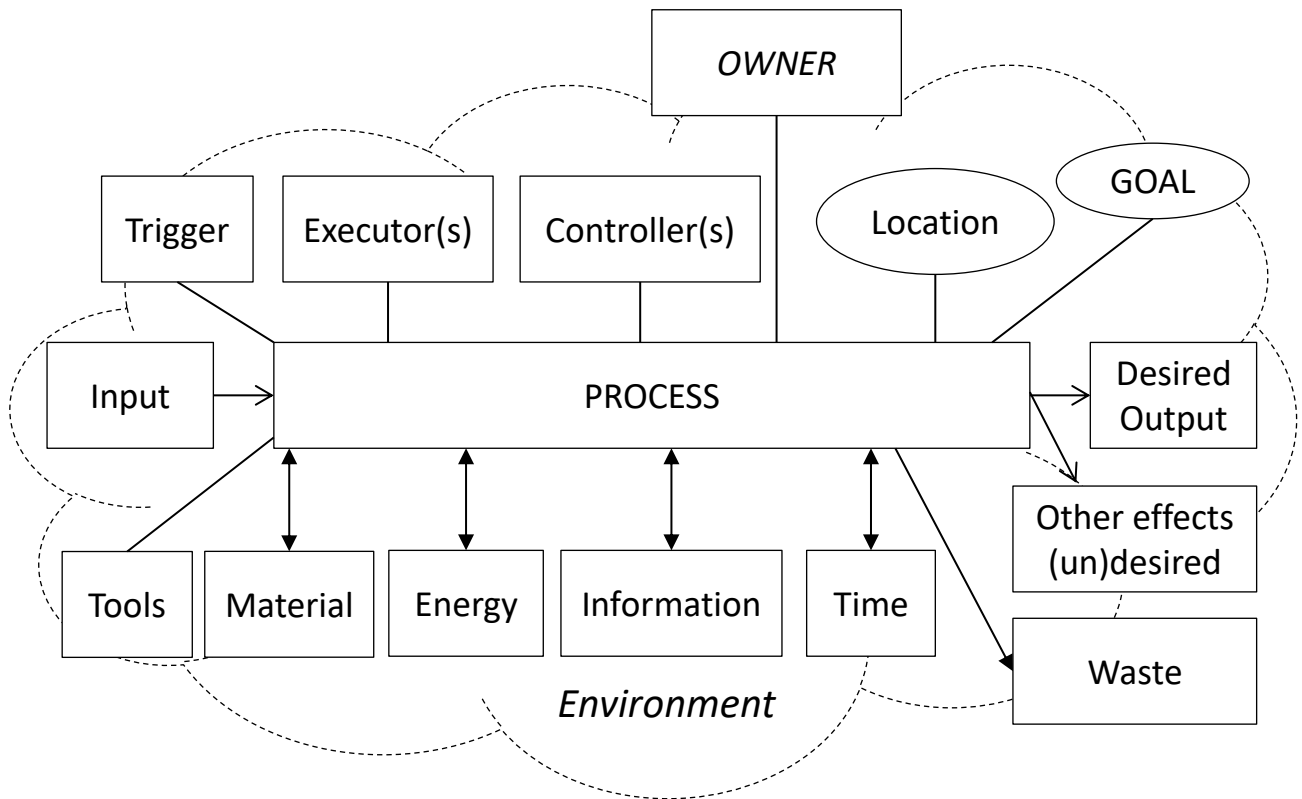 OWNER
GOAL
Trigger
Executor(s)
Controller(s)
Location
Input
PROCESS
Desired
Output
Other effects
(un)desired
Tools
Material
Energy
Information
Time
Waste
Environment